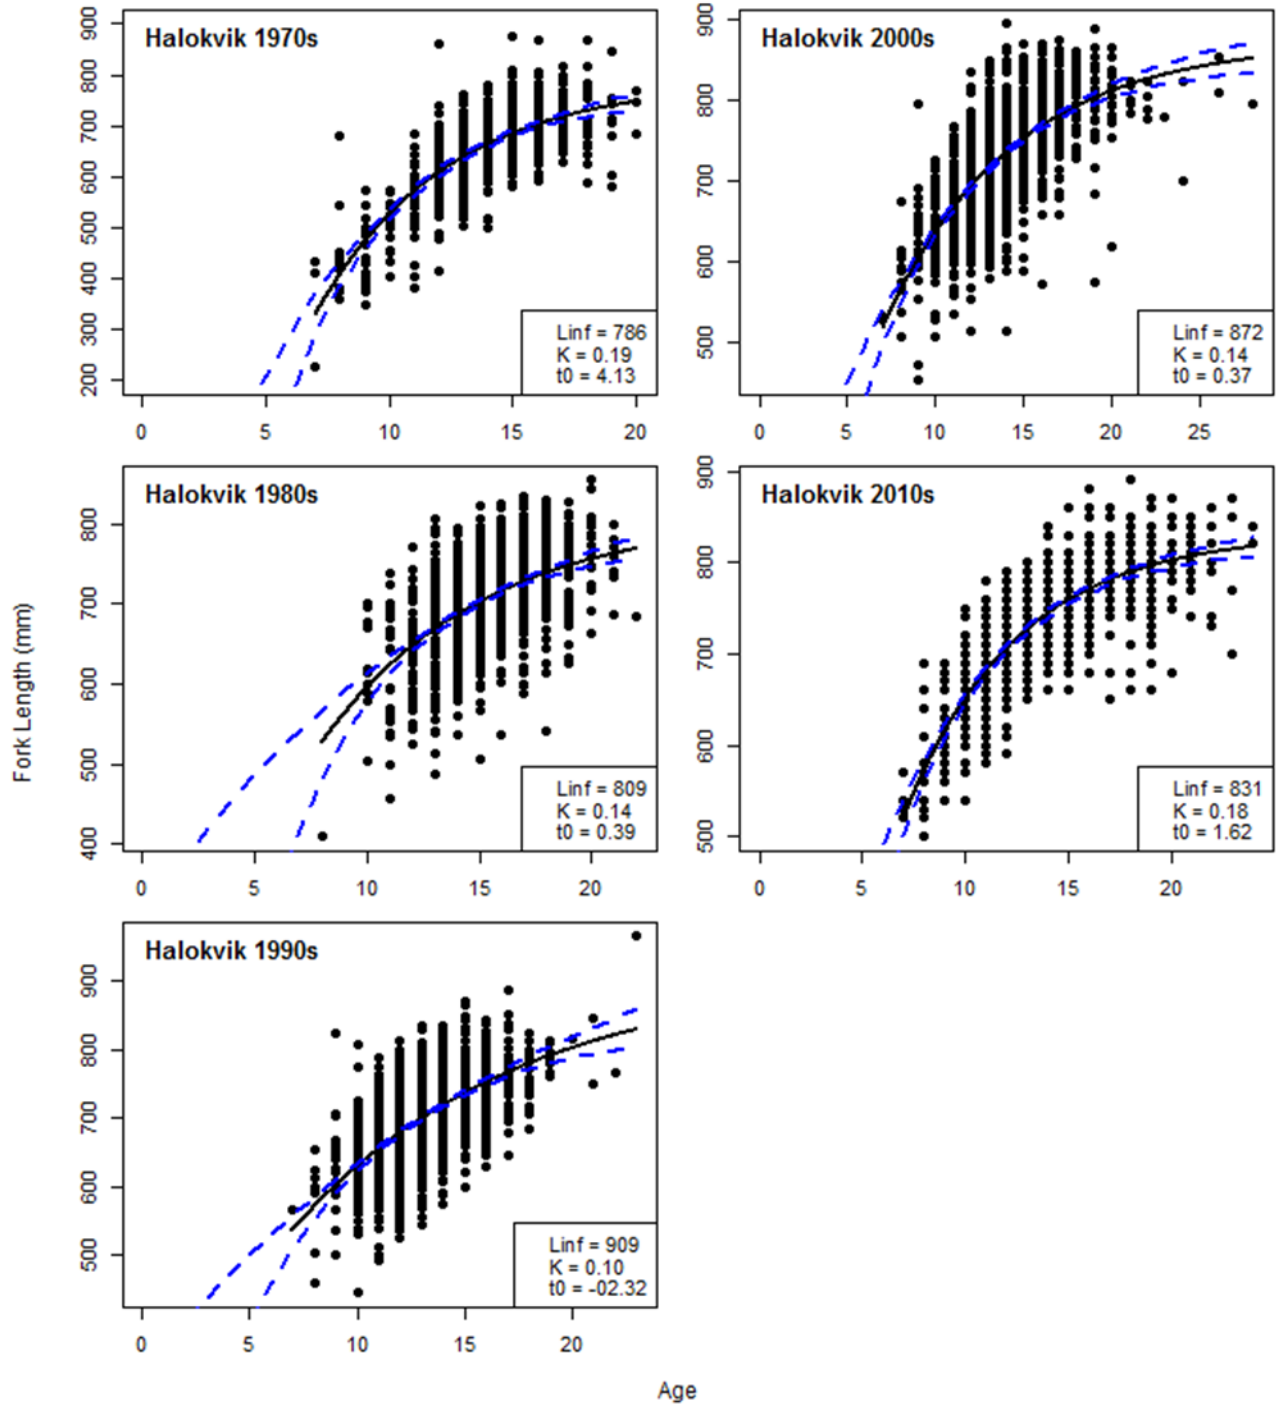 Halokvik 1970s
900
800
700
600
500
400
300
200
0 5 10 15 20
Linf = 786
K = 0.19
t0 = 4.13
Halokvik 2000s
900
800
700
600
500
0 5 10 15 20 25
Linf = 872
K = 0.14
t0 = 0.37
Halokvik 1980s
800
700
600
500
400
0 5 10 15 20
Linf = 809
K = 0.14
t0 = 0.39
Halokvik 2010s
900
800
700
600
500
0 5 10 15 20
Linf = 831
K = 0.18
t0 = 1.62
Halokvik 1990s
900
800
700
600
500
0 5 10 15 20
Linf = 909
K = 0.10
t0 = -02.32
Fork Length (mm)
Age